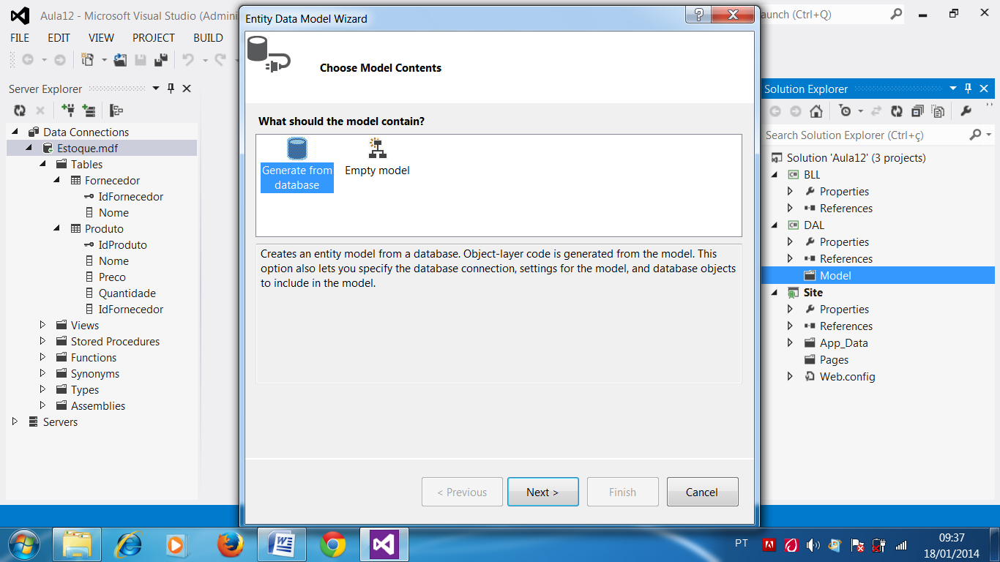 Aula12 - Microsoft Visual Studio (Admini
aunch (Ctrl+Q)
FILE EDIT VIEW PROJECT BUILD
Server Explorer
Data Connections
Estoque.mdf
Tables
Fornecedor
IdFornecedor
Nome
Produto
IdProduto
Nome
Preco
Quantidade
IdFornecedor
Views
Stored Procedures
Functions
Synonyms
Types
Assemblies
Servers
Entity Data Model Wizard
Choose Model Contents
What should the model contain?
Generate from
database
Empty model
Creates an entity model from a database. Object-layer code is generated from the model. This
option also lets you specify the database connection, settings for the model, and database objects
to include in the model.
< Previous
Next >
Finish
Cancel
Solution Explorer
Search Solution Explorer (Ctrl+ç)
Solution 'Aula12' (3 projects)
BLL
Properties
References
DAL
Properties
References
Model
Site
Properties
References
App_Data
Pages
Web.config
PT
09:37
18/01/2014